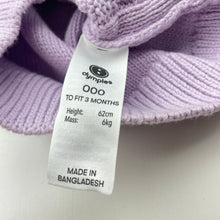 dymples
000
TO FIT 3 MONTHS
Height: 62cm
Mass: 6kg
MADE IN
BANGLADESH